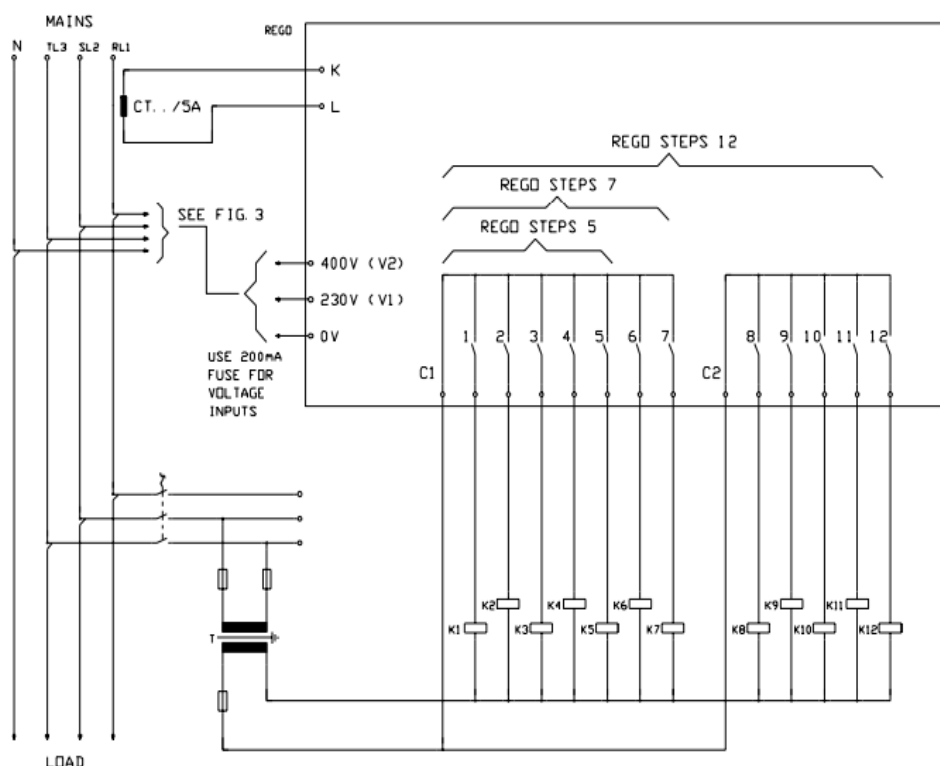 MAINS
N TL3 SL2 RL1
REGO
K
CT../5A
L
REGO STEPS 12
REGO STEPS 7
SEE FIG.3
REGO STEPS 5
400V (V2)
230V (V1)
0V
1 2 3 4 5 6 7 8 9 10 11 12
USE 200mA
FUSE FOR
VOLTAGE
INPUTS
C1 C2
K2 K4 K6 K9 K11
K1 K3 K5 K7 K8 K10 K12
T
LOAD